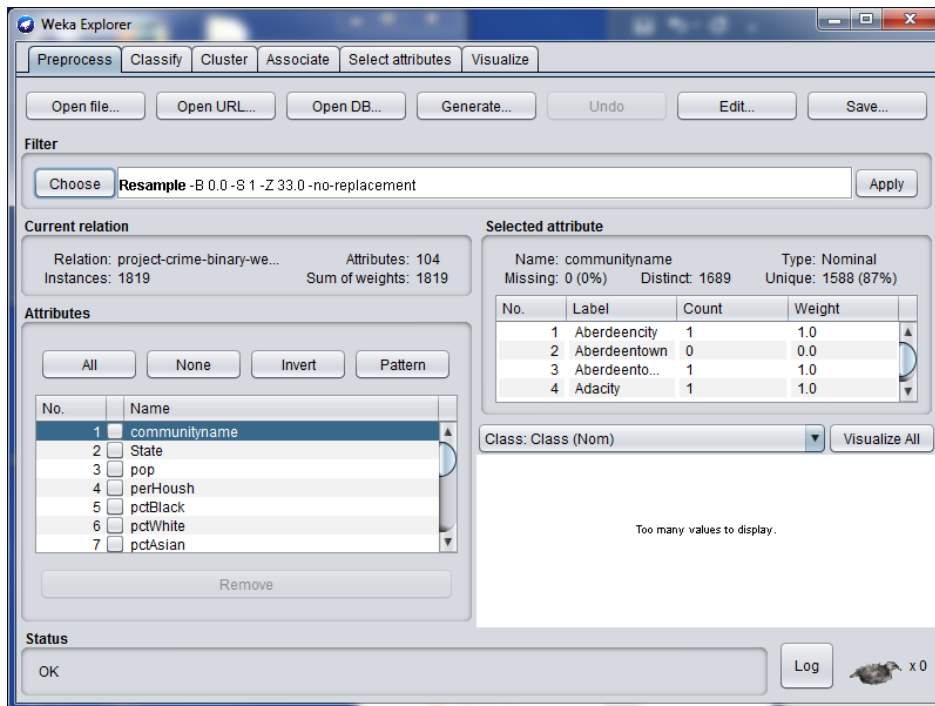 Weka Explorer
Preprocess Classify Cluster Associate Select attributes Visualize
Open file... Open URL... Open DB... Generate... Undo Edit... Save...
Filter
Choose Resample -B 0.0 -S 1 -Z 33.0 -no-replacement Apply
Current relation
Relation: project-crime-binary-we... Attributes: 104
Instances: 1819 Sum of weights: 1819
Selected attribute
Name: communityname Type: Nominal
Missing: 0 (0%) Distinct: 1689 Unique: 1588 (87%)
No. Label Count Weight
1 Aberdeencity 1 1.0
2 Aberdeentown 0 0.0
3 Aberdeento... 1 1.0
4 Adacity 1 1.0
Attributes
All None Invert Pattern
No. Name
1 communityname
2 State
3 pop
4 perHoush
5 pctBlack
6 pctWhite
7 pctAsian
Remove
Class: Class (Nom) Visualize All
Too many values to display.
Status
OK
Log x 0